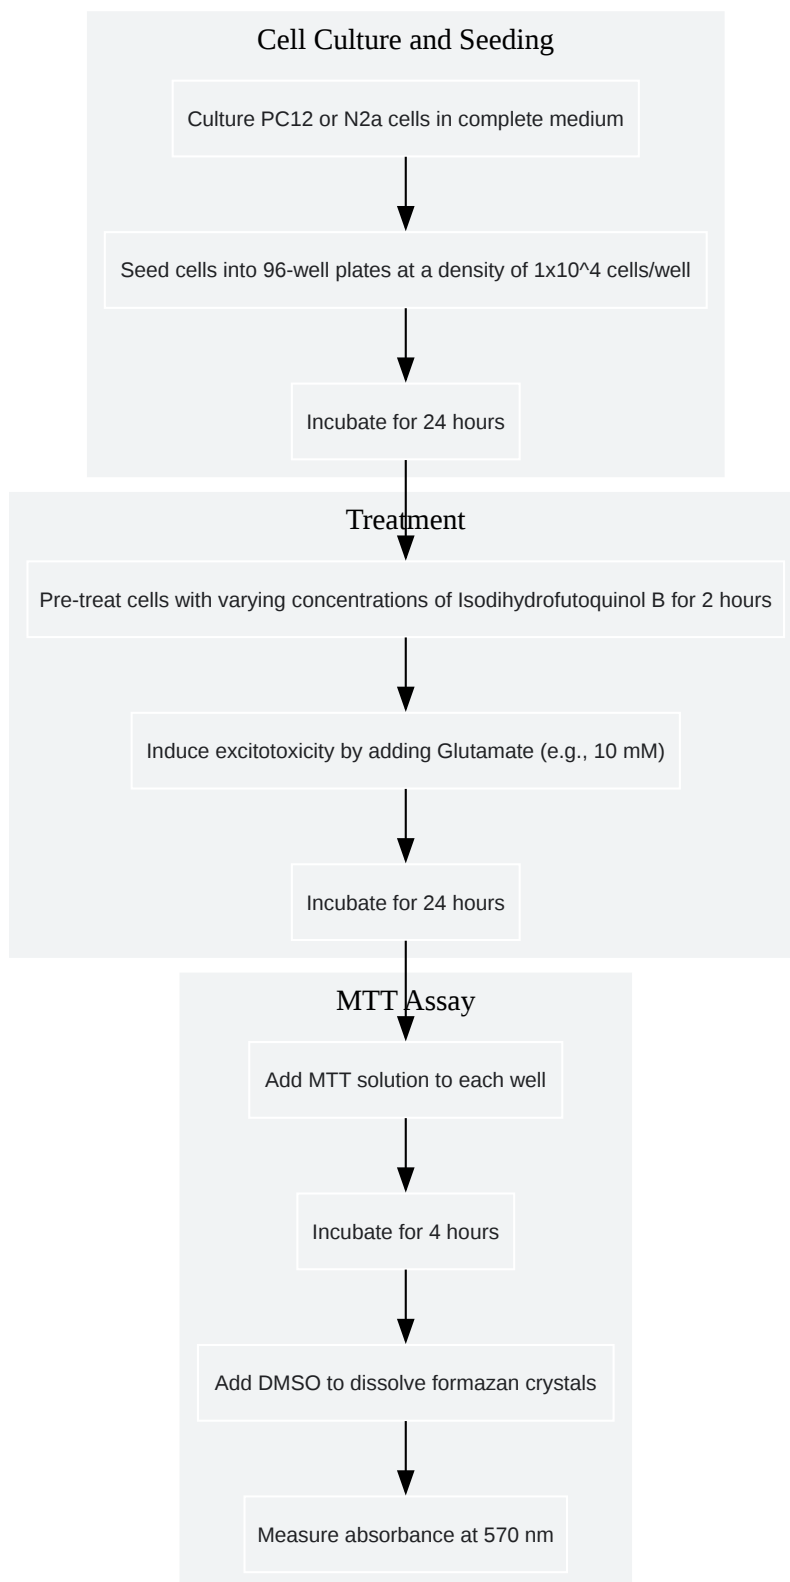 Cell Culture and Seeding
Culture PC12 or N2a cells in complete medium
Seed cells into 96-well plates at a density of 1x10^4 cells/well
Incubate for 24 hours
Treatment
Pre-treat cells with varying concentrations of Isodihydrofutoquinol B for 2 hours
Induce excitotoxicity by adding Glutamate (e.g., 10 mM)
Incubate for 24 hours
MTT Assay
Add MTT solution to each well
Incubate for 4 hours
Add DMSO to dissolve formazan crystals
Measure absorbance at 570 nm